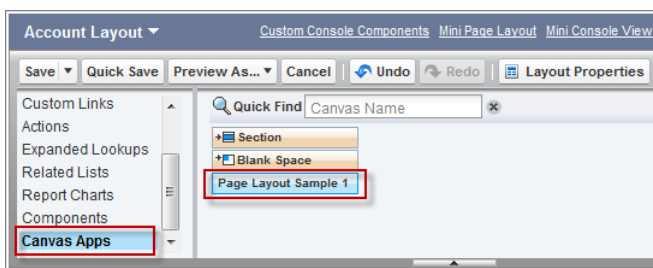 Account Layout Custom Console Components Mini Page Layout Mini Console View
Save Quick Save Preview As... Cancel Undo Redo Layout Properties
Custom Links
Actions
Expanded Lookups
Related Lists
Report Charts
Components
Canvas Apps
Quick Find Canvas Name
Section
Blank Space
Page Layout Sample 1